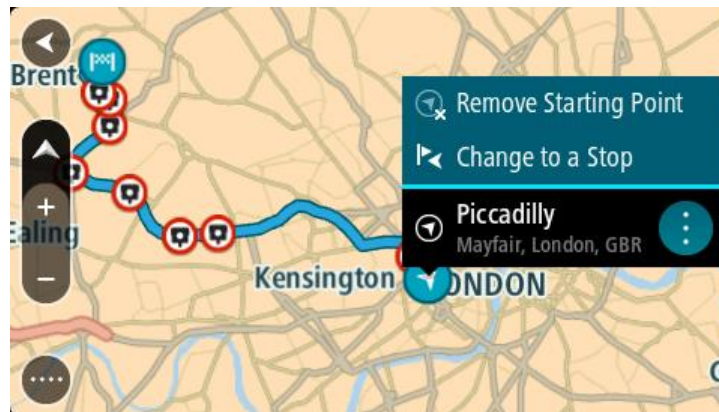 Brent
Remove Starting Point
Change to a Stop
Piccadilly
Mayfair, London, GBR
Ealing
Kensington
ONDON